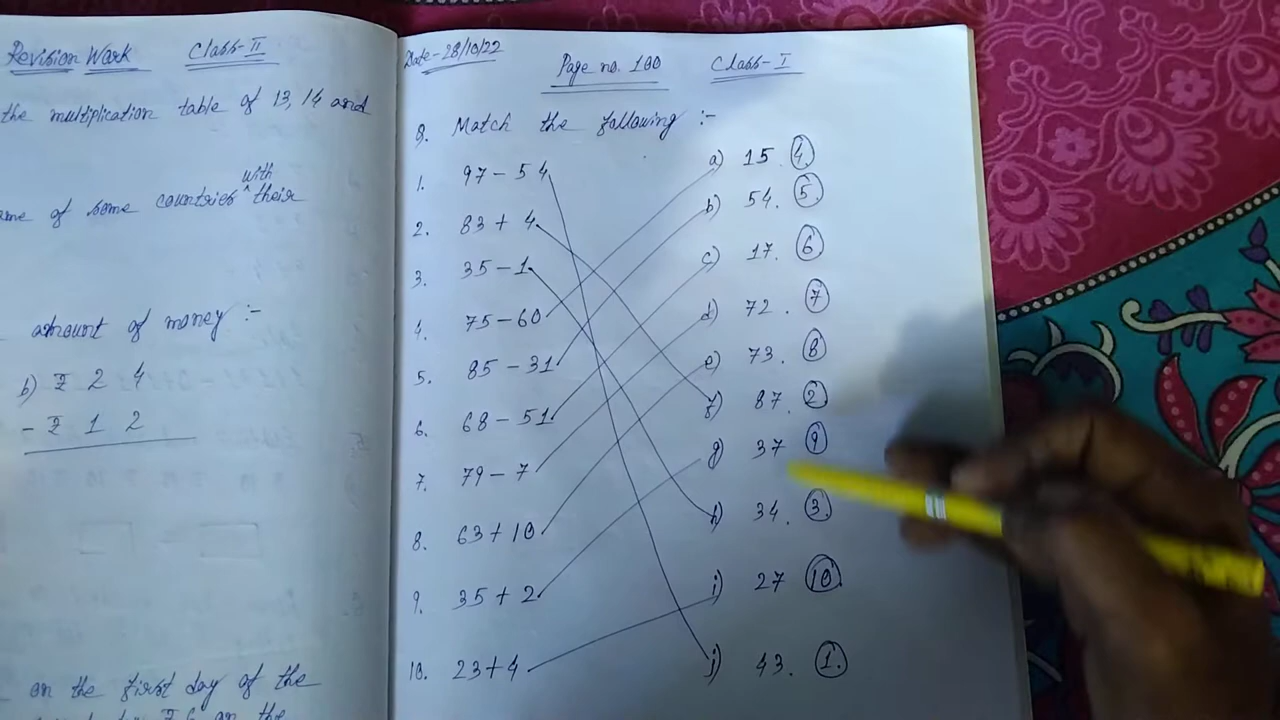 Revision Work Class-II
the multiplication table of 13, 14 and
with
ame of some countries ^ their
amount of money :-
b) ₹ 2 4
- ₹ 1 2
on the first day of the
Date - 28/10/22
Page no. 100 Class-I
Q. Match the following :-
1. 97 - 54 a) 15. 4.
2. 83 + 4 b) 54. 5.
3. 35 - 1 c) 17. 6
4. 75 - 60 d) 72. 7
5. 85 - 31 e) 73. 8
6. 68 - 51 f) 87. 2
7. 79 - 7 g) 37 9
8. 63 + 10 h) 34. 3.
9. 35 + 2 i) 27 10.
10. 23 + 4 j) 43. 1.